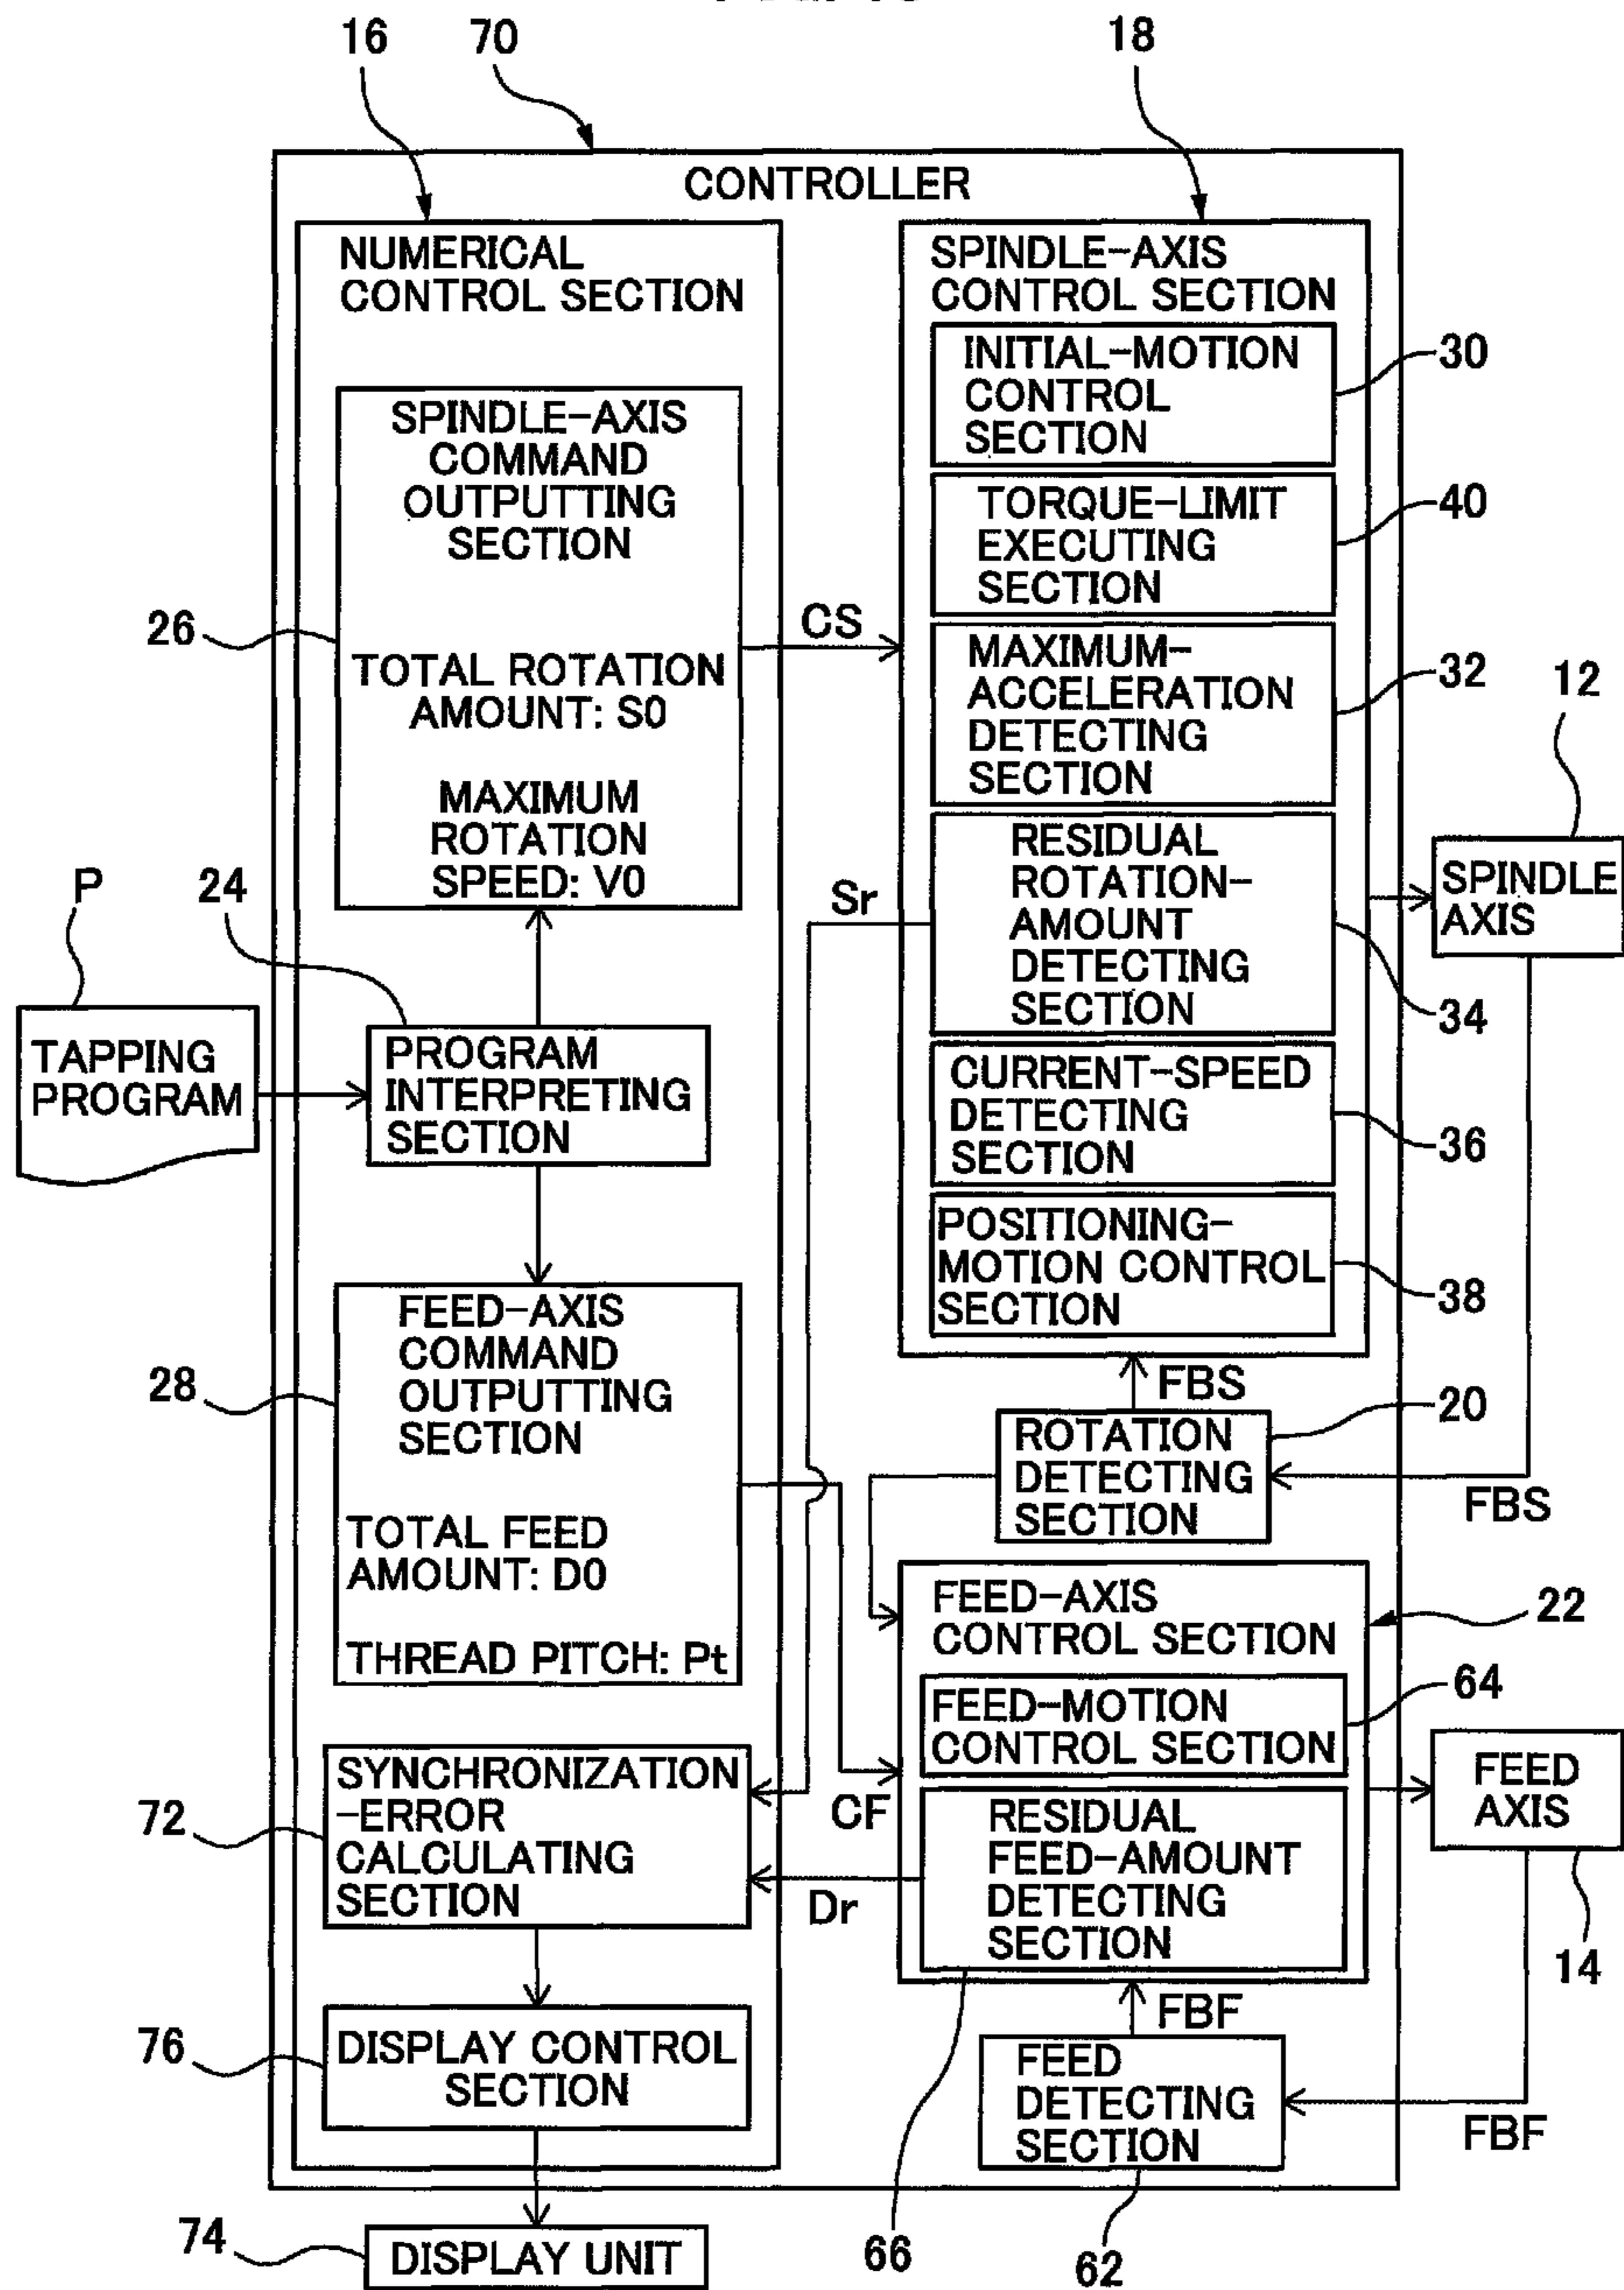 16
70
18
CONTROLLER
NUMERICAL
CONTROL SECTION
SPINDLE-AXIS
COMMAND
OUTPUTTING
SECTION
TOTAL ROTATION
AMOUNT: S0
MAXIMUM
ROTATION
SPEED: V0
26
CS
P
24
TAPPING
PROGRAM
PROGRAM
INTERPRETING
SECTION
FEED-AXIS
COMMAND
OUTPUTTING
SECTION
TOTAL FEED
AMOUNT: D0
THREAD PITCH: Pt
28
SYNCHRONIZATION
-ERROR
CALCULATING
SECTION
72
DISPLAY CONTROL
SECTION
76
DISPLAY UNIT
74
SPINDLE-AXIS
CONTROL SECTION
INITIAL-MOTION
CONTROL
SECTION
30
TORQUE-LIMIT
EXECUTING
SECTION
40
MAXIMUM-
ACCELERATION
DETECTING
SECTION
32
RESIDUAL
ROTATION-
AMOUNT
DETECTING
SECTION
34
Sr
CURRENT-SPEED
DETECTING
SECTION
36
POSITIONING-
MOTION CONTROL
SECTION
38
12
SPINDLE
AXIS
FBS
ROTATION
DETECTING
SECTION
20
FBS
FEED-AXIS
CONTROL SECTION
22
FEED-MOTION
CONTROL SECTION
64
CF
RESIDUAL
FEED-AMOUNT
DETECTING
SECTION
Dr
FEED
AXIS
14
FBF
FEED
DETECTING
SECTION
FBF
66
62